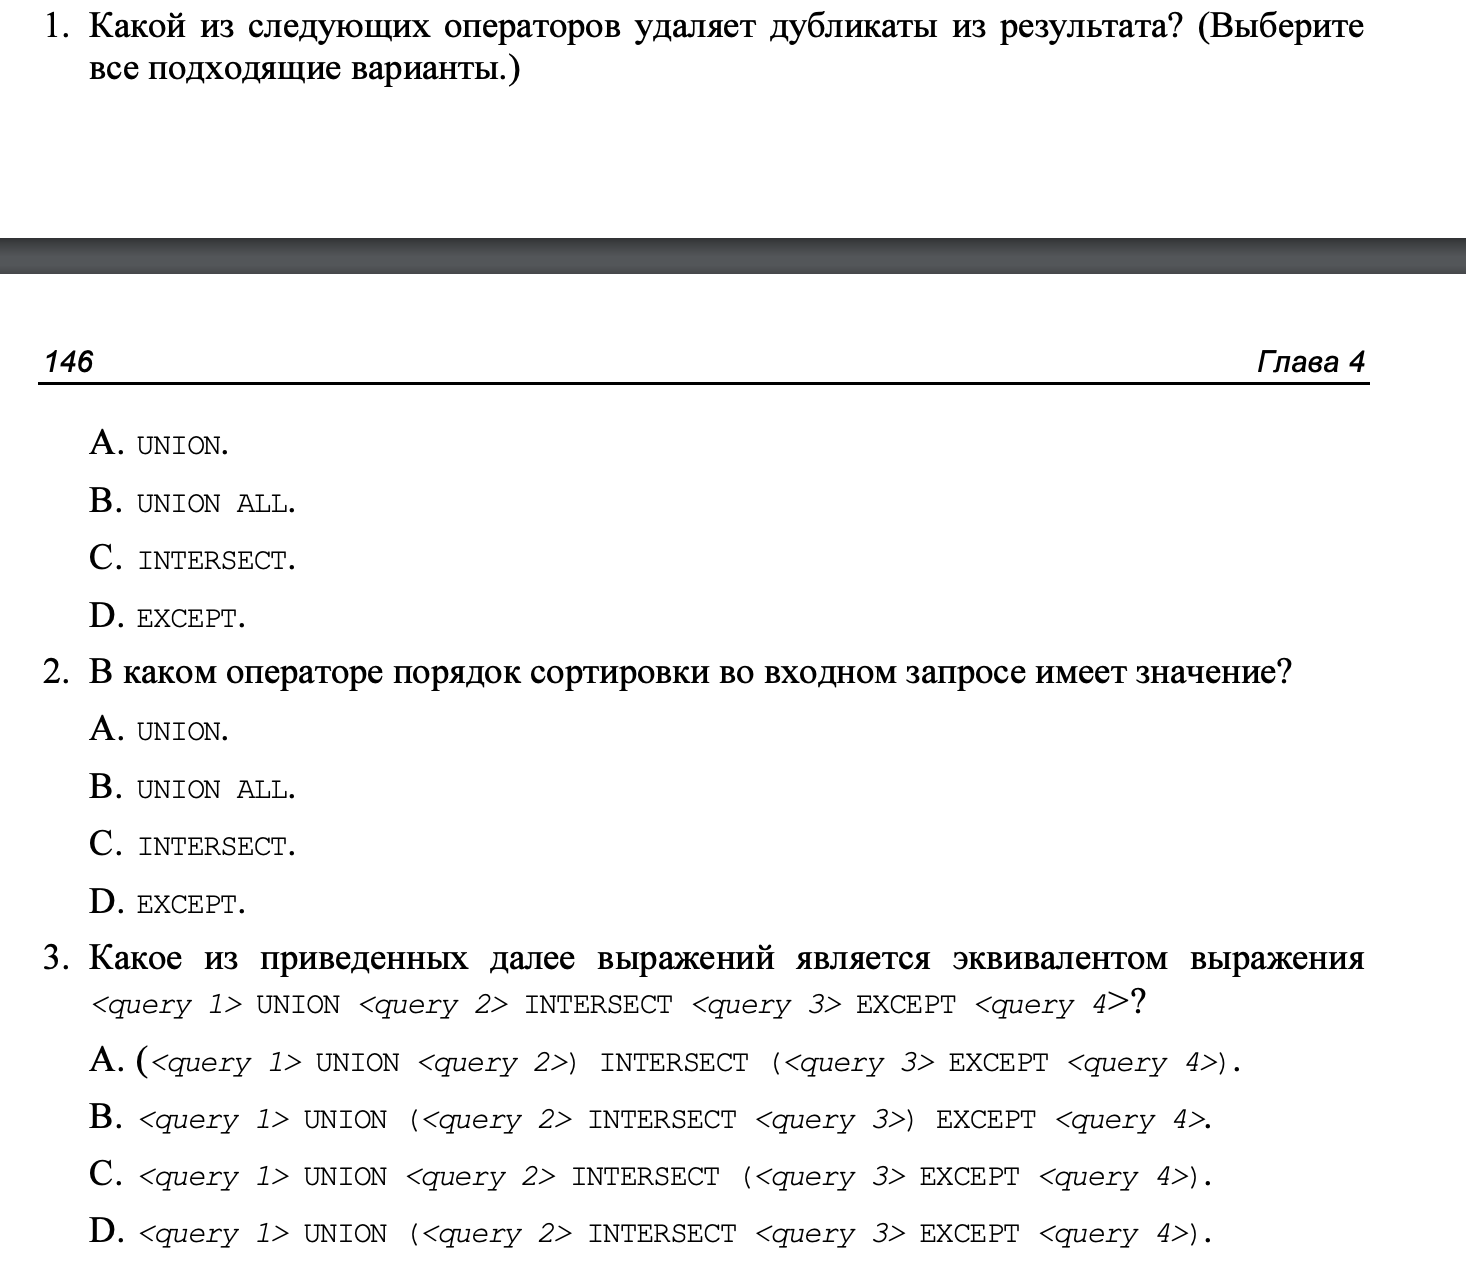 1. Какой из следующих операторов удаляет дубликаты из результата? (Выберите
все подходящие варианты.)
146 Глава 4
A. UNION.
B. UNION ALL.
C. INTERSECT.
D. EXCEPT.
2. В каком операторе порядок сортировки во входном запросе имеет значение?
A. UNION.
B. UNION ALL.
C. INTERSECT.
D. EXCEPT.
3. Какое из приведенных далее выражений является эквивалентом выражения
<query 1> UNION <query 2> INTERSECT <query 3> EXCEPT <query 4>?
A. (<query 1> UNION <query 2>) INTERSECT (<query 3> EXCEPT <query 4>).
B. <query 1> UNION (<query 2> INTERSECT <query 3>) EXCEPT <query 4>.
C. <query 1> UNION <query 2> INTERSECT (<query 3> EXCEPT <query 4>).
D. <query 1> UNION (<query 2> INTERSECT <query 3> EXCEPT <query 4>).